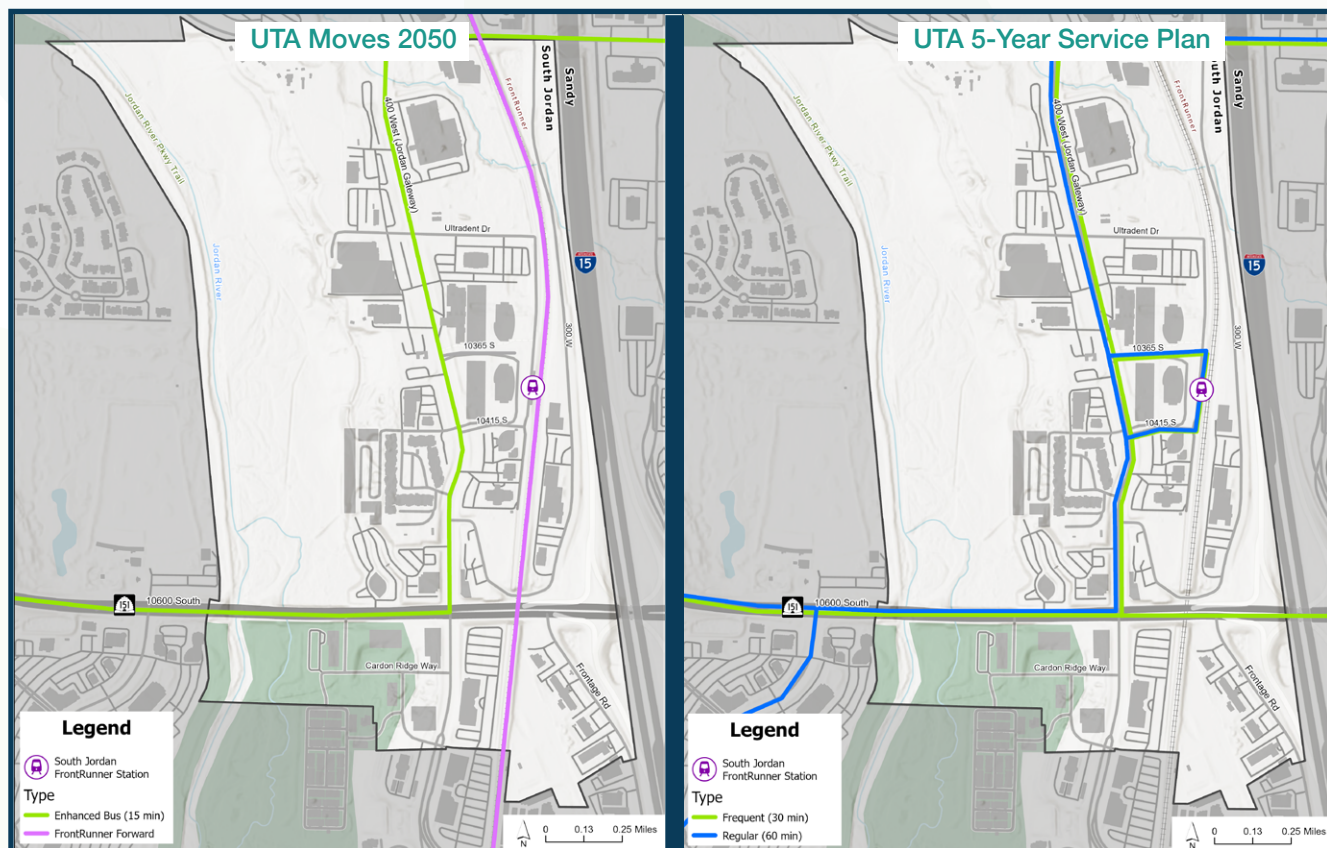 UTA Moves 2050
South Jordan
Sandy
FrontRunner
Jordan River Pkwy Trail
400 West (Jordan Gateway)
Jordan River
Ultradent Dr
15
300 W
10365 S
10415 S
151
10600 South
Cardon Ridge Way
Frontage Rd
Legend
South Jordan
FrontRunner Station
Type
Enhanced Bus (15 min)
FrontRunner Forward
N
0 0.13 0.25 Miles
UTA 5-Year Service Plan
South Jordan
Sandy
FrontRunner
Jordan River Pkwy Trail
400 West (Jordan Gateway)
Jordan River
Ultradent Dr
15
300 W
10365 S
10415 S
151
10600 South
Cardon Ridge Way
Frontage Rd
Legend
South Jordan
FrontRunner Station
Type
Frequent (30 min)
Regular (60 min)
N
0 0.13 0.25 Miles